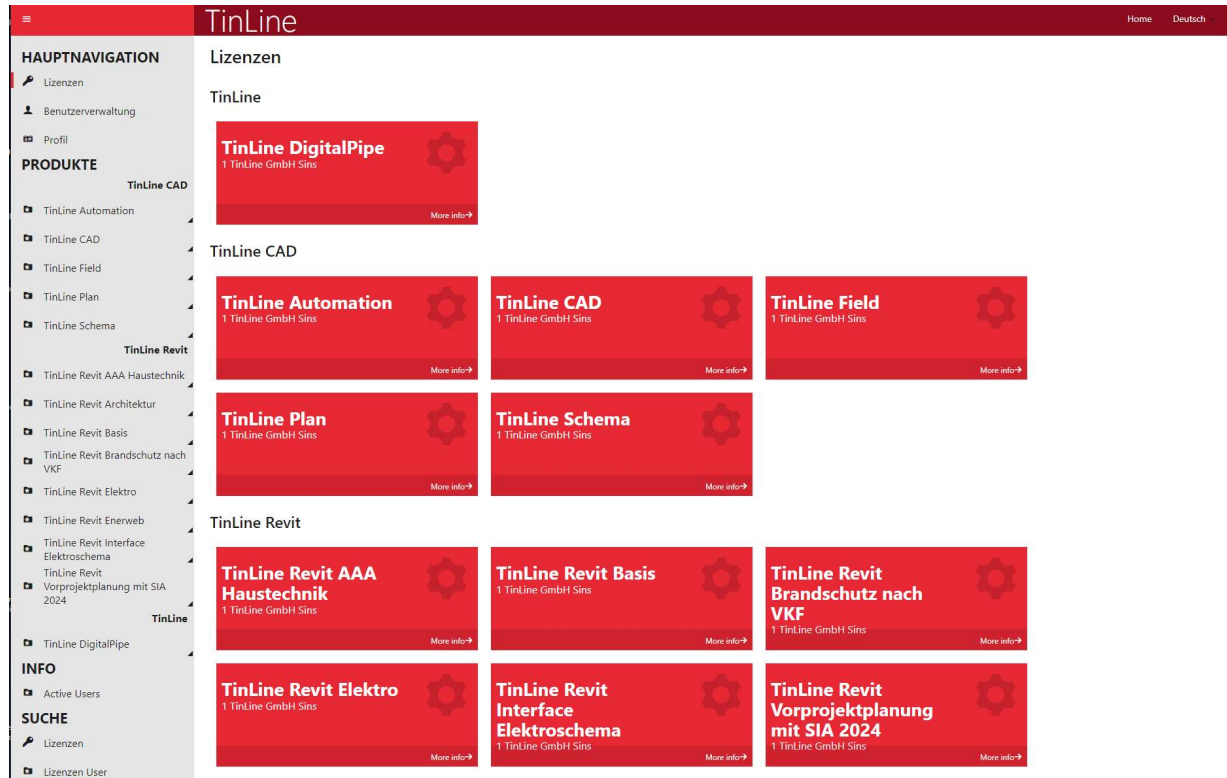 TinLine
Home
Deutsch
HAUPTNAVIGATION
Lizenzen
Benutzerverwaltung
Profil
PRODUKTE
TinLine CAD
TinLine Automation
TinLine CAD
TinLine Field
TinLine Plan
TinLine Schema
TinLine Revit
TinLine Revit AAA Haustechnik
TinLine Revit Architektur
TinLine Revit Basis
TinLine Revit Brandschutz nach
VKF
TinLine Revit Elektro
TinLine Revit Enerweb
TinLine Revit Interface
Elektroschema
TinLine Revit
Vorprojektplanung mit SIA
2024
TinLine
TinLine DigitalPipe
INFO
Active Users
SUCHE
Lizenzen
Lizenzen User
Lizenzen
TinLine
TinLine DigitalPipe
1 TinLine GmbH Sins
More info
TinLine CAD
TinLine Automation
1 TinLine GmbH Sins
More info
TinLine CAD
1 TinLine GmbH Sins
More info
TinLine Field
1 TinLine GmbH Sins
More info
TinLine Plan
1 TinLine GmbH Sins
More info
TinLine Schema
1 TinLine GmbH Sins
More info
TinLine Revit
TinLine Revit AAA
Haustechnik
1 TinLine GmbH Sins
More info
TinLine Revit Basis
1 TinLine GmbH Sins
More info
TinLine Revit
Brandschutz nach
VKF
1 TinLine GmbH Sins
More info
TinLine Revit Elektro
1 TinLine GmbH Sins
More info
TinLine Revit
Interface
Elektroschema
1 TinLine GmbH Sins
More info
TinLine Revit
Vorprojektplanung
mit SIA 2024
1 TinLine GmbH Sins
More info